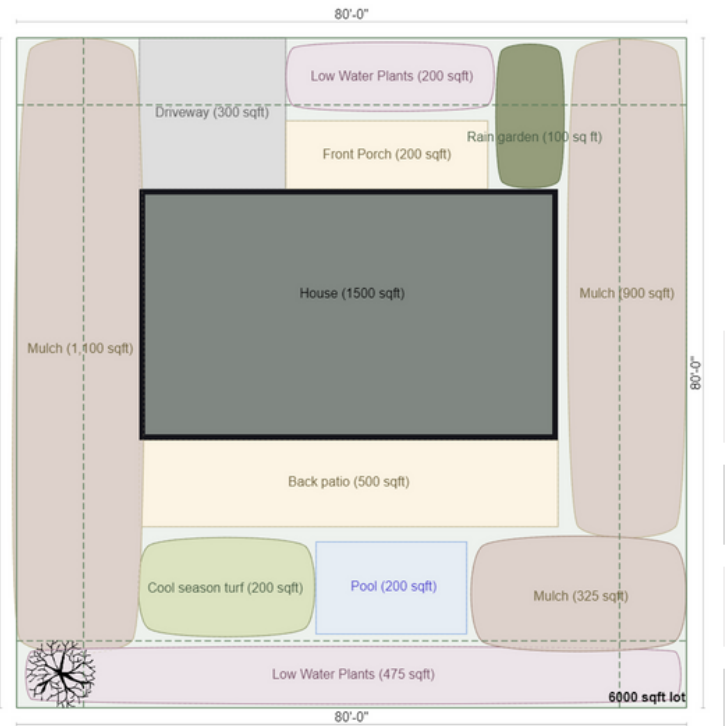 80'-0"
Low Water Plants (200 sqft)
Driveway (300 sqft)
Rain garden (100 sq ft)
Front Porch (200 sqft)
House (1500 sqft)
Mulch (900 sqft)
Mulch (1,100 sqft)
80'-0"
Back patio (500 sqft)
Cool season turf (200 sqft)
Pool (200 sqft)
Mulch (325 sqft)
Low Water Plants (475 sqft)
6000 sqft lot
80'-0"